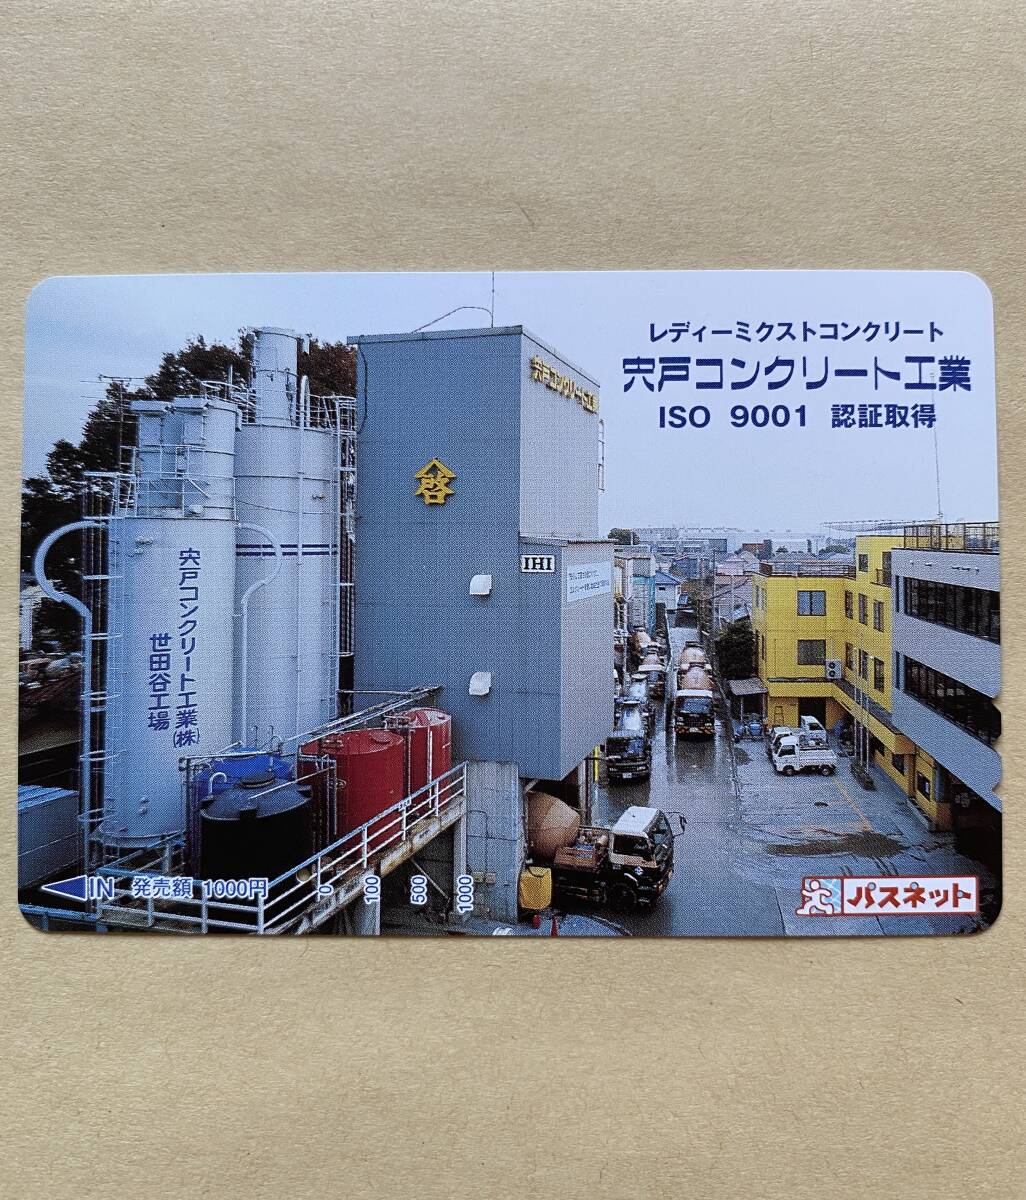 レディーミクストコンクリート
宍戸コンクリート工業
ISO 9001 認証取得
宍戸コンクリート工業
啓
IHI
宍戸コンクリート工業㈱
世田谷工場
IN 発売額 1000円
0
100
500
1000
パスネット